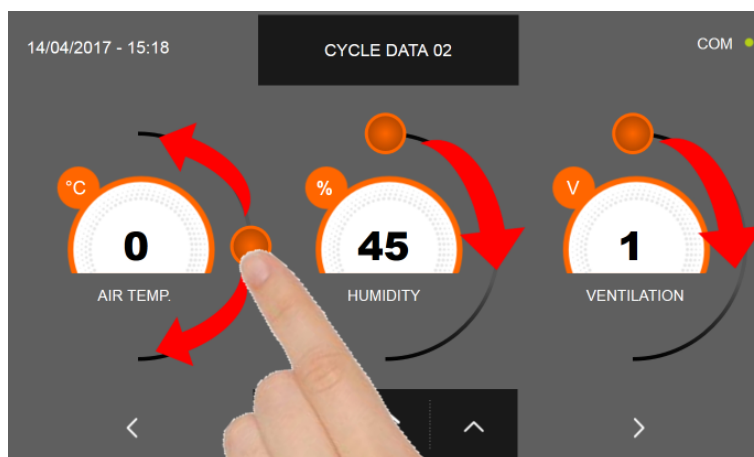 14/04/2017 - 15:18
CYCLE DATA 02
COM
°C
%
V
0
45
1
AIR TEMP.
HUMIDITY
VENTILATION